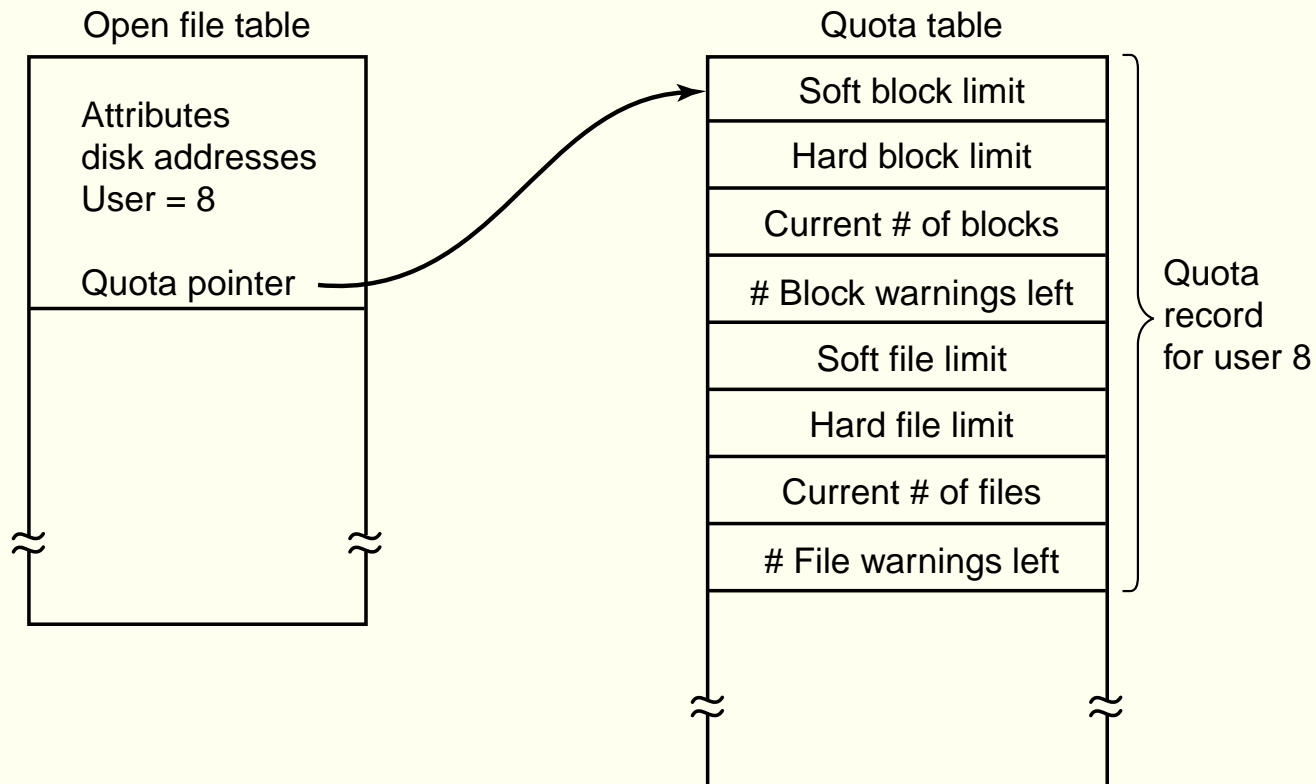 Open file table
Attributes
disk addresses
User = 8
Quota pointer
Quota table
Soft block limit
Hard block limit
Current # of blocks
# Block warnings left
Soft file limit
Hard file limit
Current # of files
# File warnings left
Quota
record
for user 8